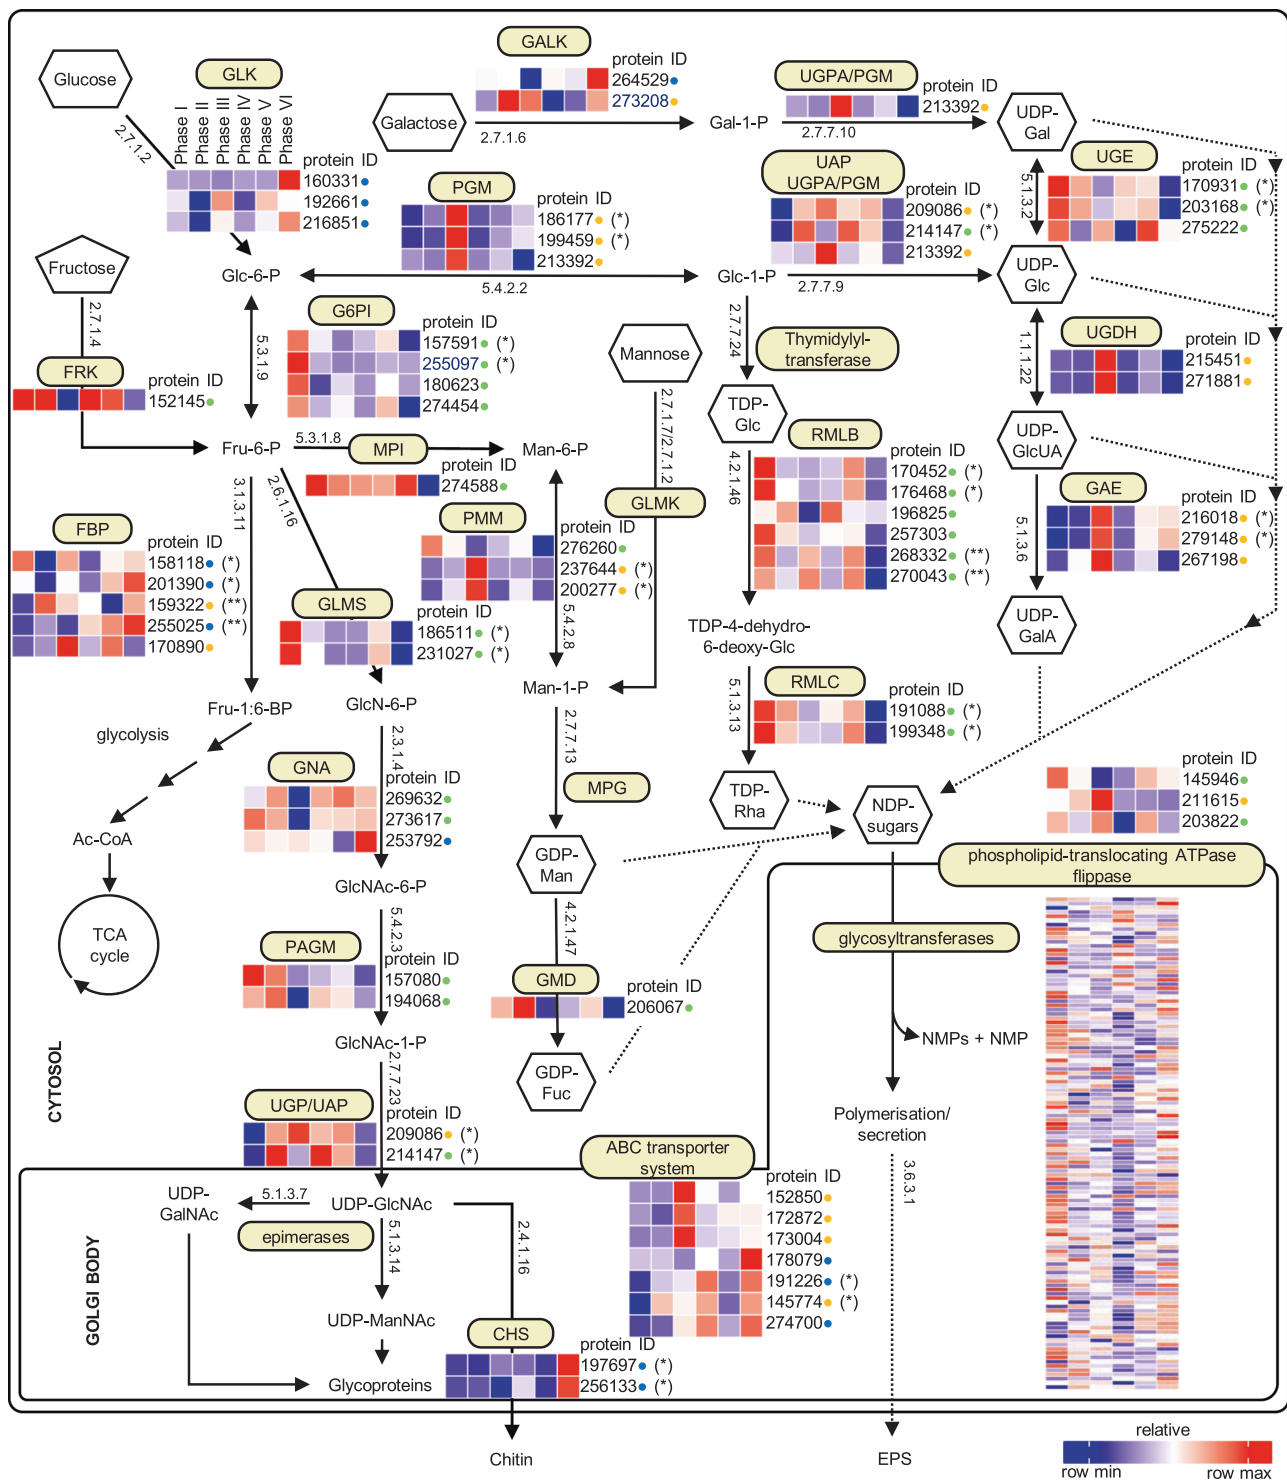 Glucose
GLK
Phase I
Phase II
Phase III
Phase IV
Phase V
Phase VI
2.7.1.2
protein ID
160331
192661
216851
GALK
protein ID
264529
273208
Galactose
2.7.1.6
Gal-1-P
UGPA/PGM
protein ID
213392
2.7.7.10
UDP-
Gal
UGE
protein ID
170931 (*)
203168 (*)
275222
5.1.3.2
PGM
protein ID
186177 (*)
199459 (*)
213392
UAP
UGPA/PGM
protein ID
209086 (*)
214147 (*)
213392
Fructose
Glc-6-P
5.4.2.2
Glc-1-P
2.7.7.9
UDP-
Glc
2.7.1.4
FRK
protein ID
152145
5.3.1.9
G6PI
protein ID
157591 (*)
255097 (*)
180623
274454
Mannose
2.7.7.24
Thymidylyl-
transferase
1.1.1.22
UGDH
protein ID
215451
271881
Fru-6-P
5.3.1.8
MPI
protein ID
274588
Man-6-P
2.7.1.7/2.7.1.2
TDP-
Glc
UDP-
GlcUA
RMLB
protein ID
170452 (*)
176468 (*)
196825
257303
268332 (**)
270043 (**)
4.2.1.46
GAE
protein ID
216018 (*)
279148 (*)
267198
5.1.3.6
3.1.3.11
2.6.1.16
FBP
protein ID
158118 (*)
201390 (*)
159322 (**)
255025 (**)
170890
PMM
protein ID
276260
237644 (*)
200277 (*)
GLMK
5.4.2.8
GLMS
protein ID
186511 (*)
231027 (*)
TDP-4-dehydro-
6-deoxy-Glc
UDP-
GalA
Fru-1:6-BP
GlcN-6-P
Man-1-P
5.1.3.13
RMLC
protein ID
191088 (*)
199348 (*)
glycolysis
2.3.1.4
GNA
protein ID
269632
273617
253792
2.7.7.13
MPG
TDP-
Rha
NDP-
sugars
protein ID
145946
211615
203822
Ac-CoA
GlcNAc-6-P
GDP-
Man
phospholipid-translocating ATPase
flippase
TCA
cycle
5.4.2.3
PAGM
protein ID
157080
194068
4.2.1.47
GMD
protein ID
206067
glycosyltransferases
GlcNAc-1-P
GDP-
Fuc
NMPs + NMP
CYTOSOL
2.7.7.23
UGP/UAP
protein ID
209086 (*)
214147 (*)
Polymerisation/
secretion
ABC transporter
system
protein ID
152850
172872
173004
178079
191226 (*)
145774 (*)
274700
3.6.3.1
GOLGI BODY
UDP-
GalNAc
5.1.3.7
UDP-GlcNAc
epimerases
5.1.3.14
2.4.1.16
UDP-ManNAc
CHS
protein ID
197697 (*)
256133 (*)
Glycoproteins
Chitin
EPS
relative
row min
row max